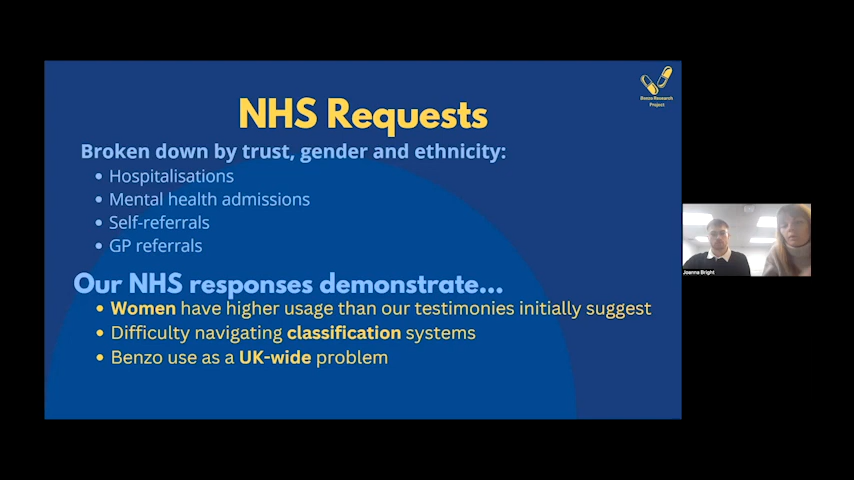 Benzo Research
Project
NHS Requests
Broken down by trust, gender and ethnicity:
• Hospitalisations
• Mental health admissions
• Self-referrals
• GP referrals
Our NHS responses demonstrate...
• Women have higher usage than our testimonies initially suggest
• Difficulty navigating classification systems
• Benzo use as a UK-wide problem
Joanna Bright